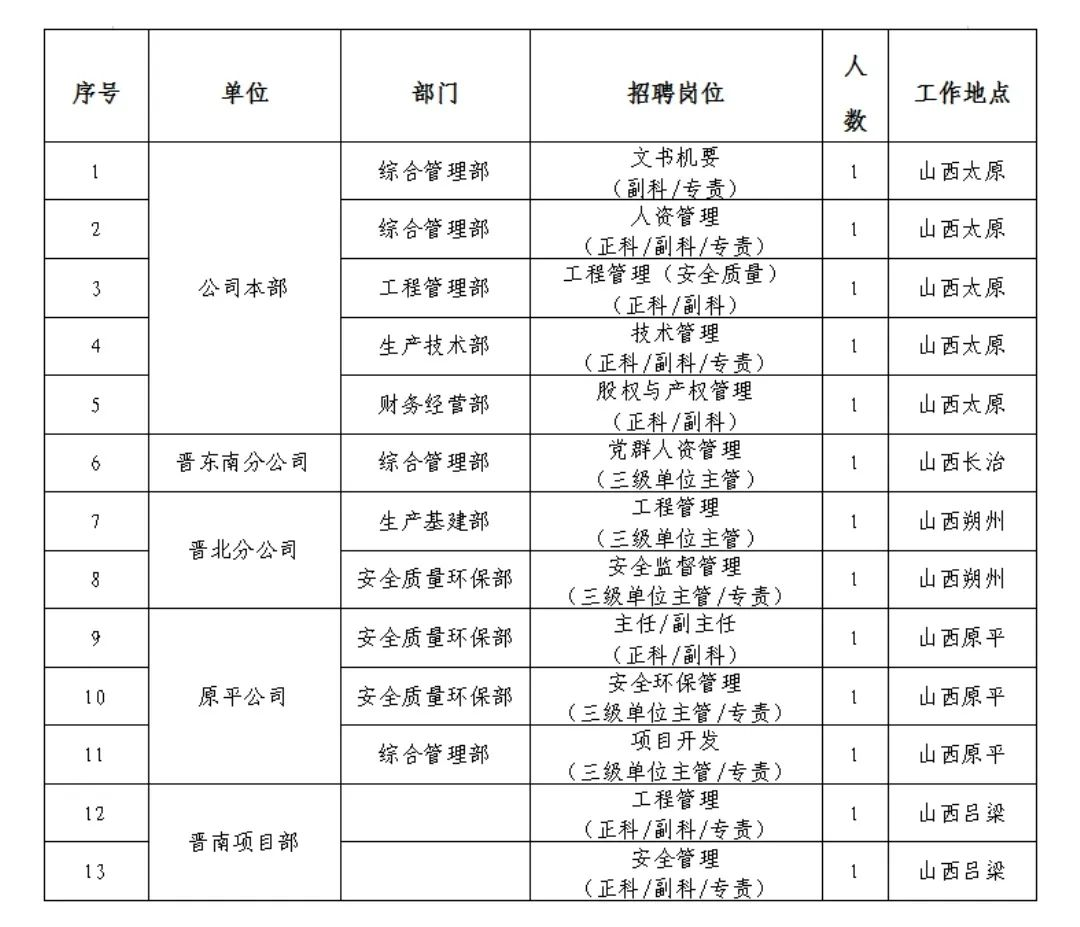 序号 单位 部门 招聘岗位 人数 工作地点
1 公司本部 综合管理部 文书机要 1 山西太原
（副科/专责）
2 综合管理部 人资管理 1 山西太原
（正科/副科/专责）
3 工程管理部 工程管理（安全质量） 1 山西太原
（正科/副科）
4 生产技术部 技术管理 1 山西太原
（正科/副科/专责）
5 财务经营部 股权与产权管理 1 山西太原
（正科/副科）
6 晋东南分公司 综合管理部 党群人资管理 1 山西长治
（三级单位主管）
7 晋北分公司 生产基建部 工程管理 1 山西朔州
（三级单位主管）
8 安全质量环保部 安全监督管理 1 山西朔州
（三级单位主管/专责）
9 原平公司 安全质量环保部 主任/副主任 1 山西原平
（正科/副科）
10 安全质量环保部 安全环保管理 1 山西原平
（三级单位主管/专责）
11 综合管理部 项目开发 1 山西原平
（三级单位主管/专责）
12 晋南项目部 工程管理 1 山西吕梁
（正科/副科/专责）
13 安全管理 1 山西吕梁
（正科/副科/专责）